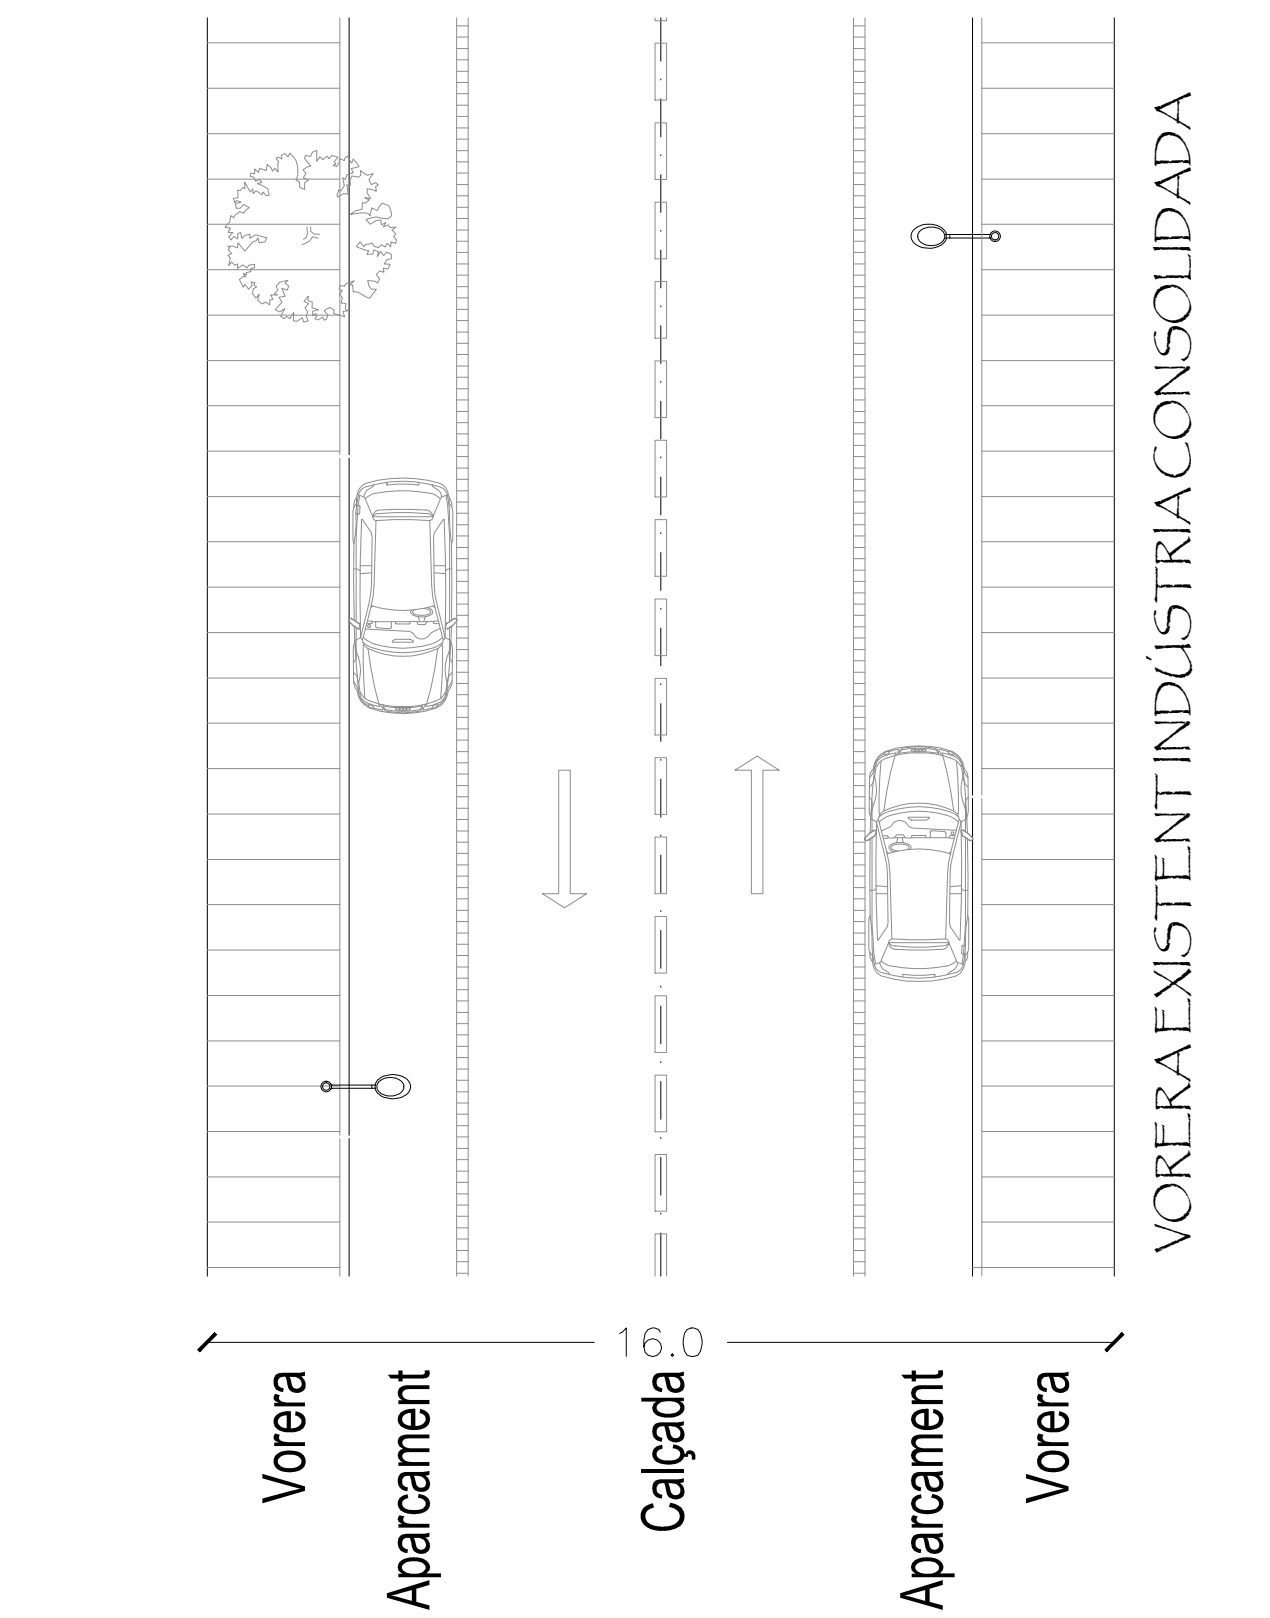 VORERA EXISTENT INDÚSTRIA CONSOLIDADA
16.0
Vorera
Aparcament
Calçada
Aparcament
Vorera